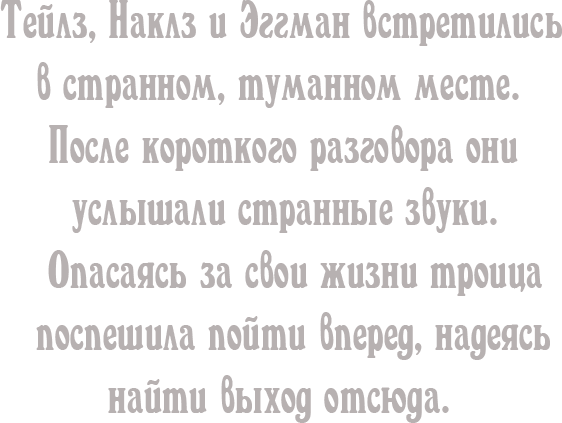 Тейлз, Наклз и Эггман встретились
в странном, туманном месте.
После короткого разговора они
услышали странные звуки.
Опасаясь за свои жизни троица
поспешила пойти вперед, надеясь
найти выход отсюда.